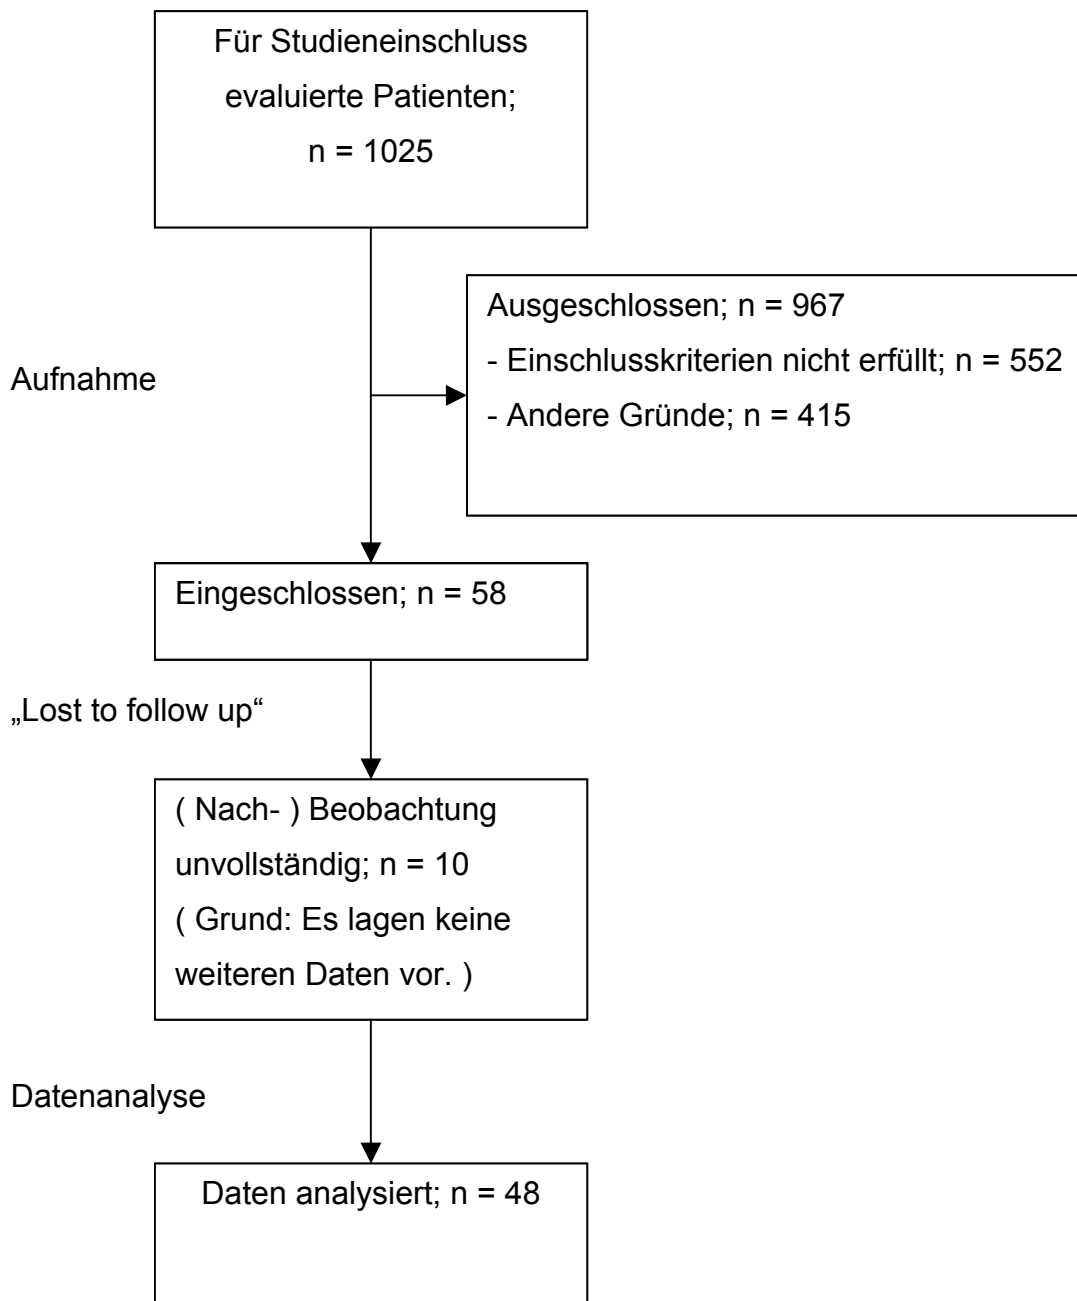 Für Studieneinschluss
evaluierte Patienten;
n = 1025
Ausgeschlossen; n = 967
- Einschlusskriterien nicht erfüllt; n = 552
- Andere Gründe; n = 415
Aufnahme
Eingeschlossen; n = 58
„Lost to follow up“
( Nach- ) Beobachtung
unvollständig; n = 10
( Grund: Es lagen keine
weiteren Daten vor. )
Datenanalyse
Daten analysiert; n = 48